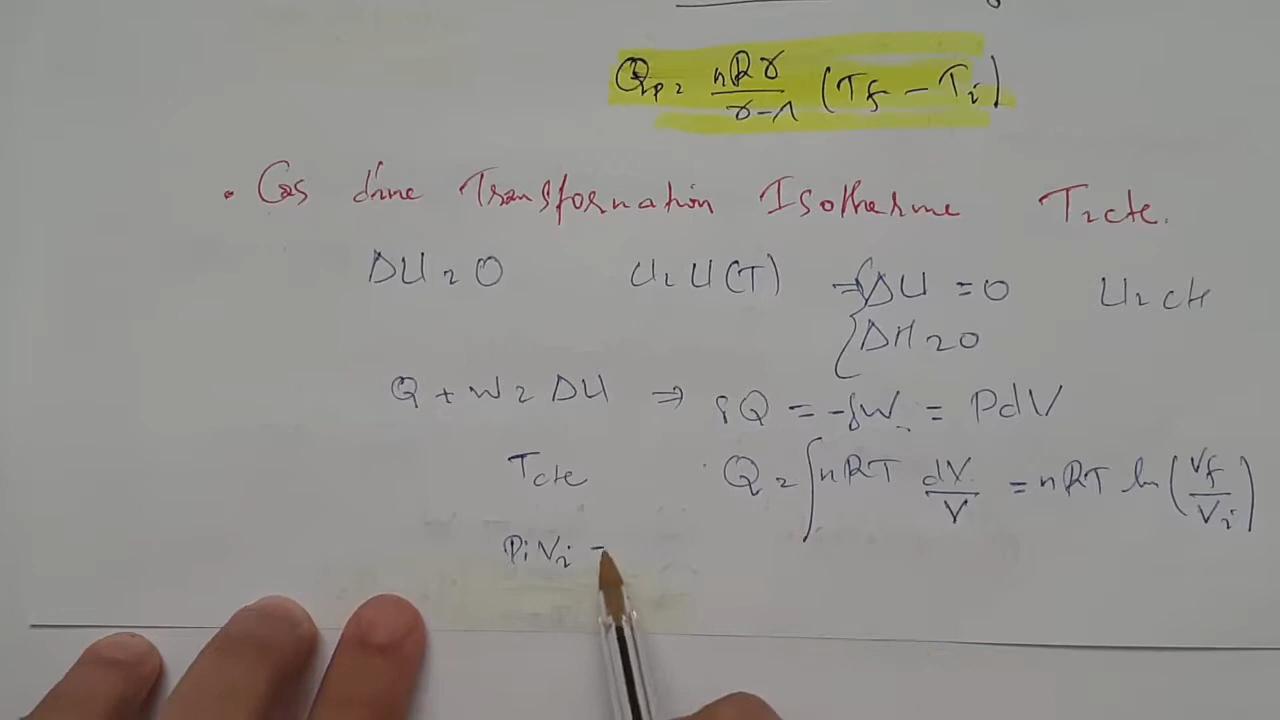 Qp = nRγ/γ-1 (Tf - Ti)
. Cas d'une Transformation Isotherme T = cte.
ΔU = 0 U = U(T) ⇒ { ΔU = 0 U = cte
ΔH = 0
Q + W = ΔU ⇒ δQ = -δW = PdV
Tcte Q = ∫ nRT dV/V = nRT ln(Vf/Vi)
PiVi =